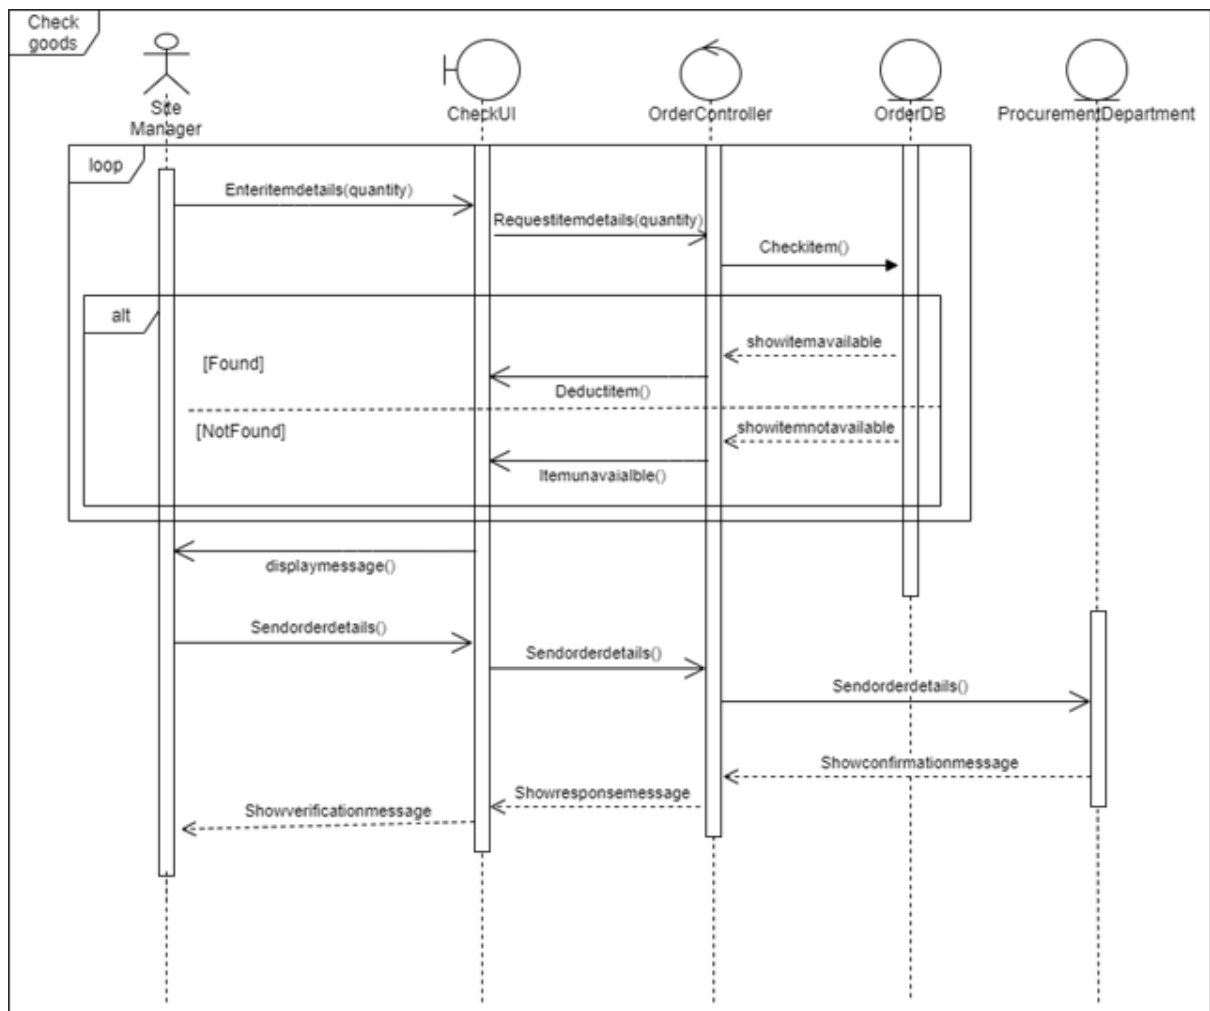 Check
goods
Site
Manager
CheckUI
OrderController
OrderDB
ProcurementDepartment
loop
Enteritemdetails(quantity)
Requestitemdetails(quantity)
Checkitem()
alt
showitemavailable
[Found]
Deductitem()
showitemnotavailable
[NotFound]
Itemunavaialble()
displaymessage()
Sendorderdetails()
Sendorderdetails()
Sendorderdetails()
Showconfirmationmessage
Showresponsemessage
Showverificationmessage